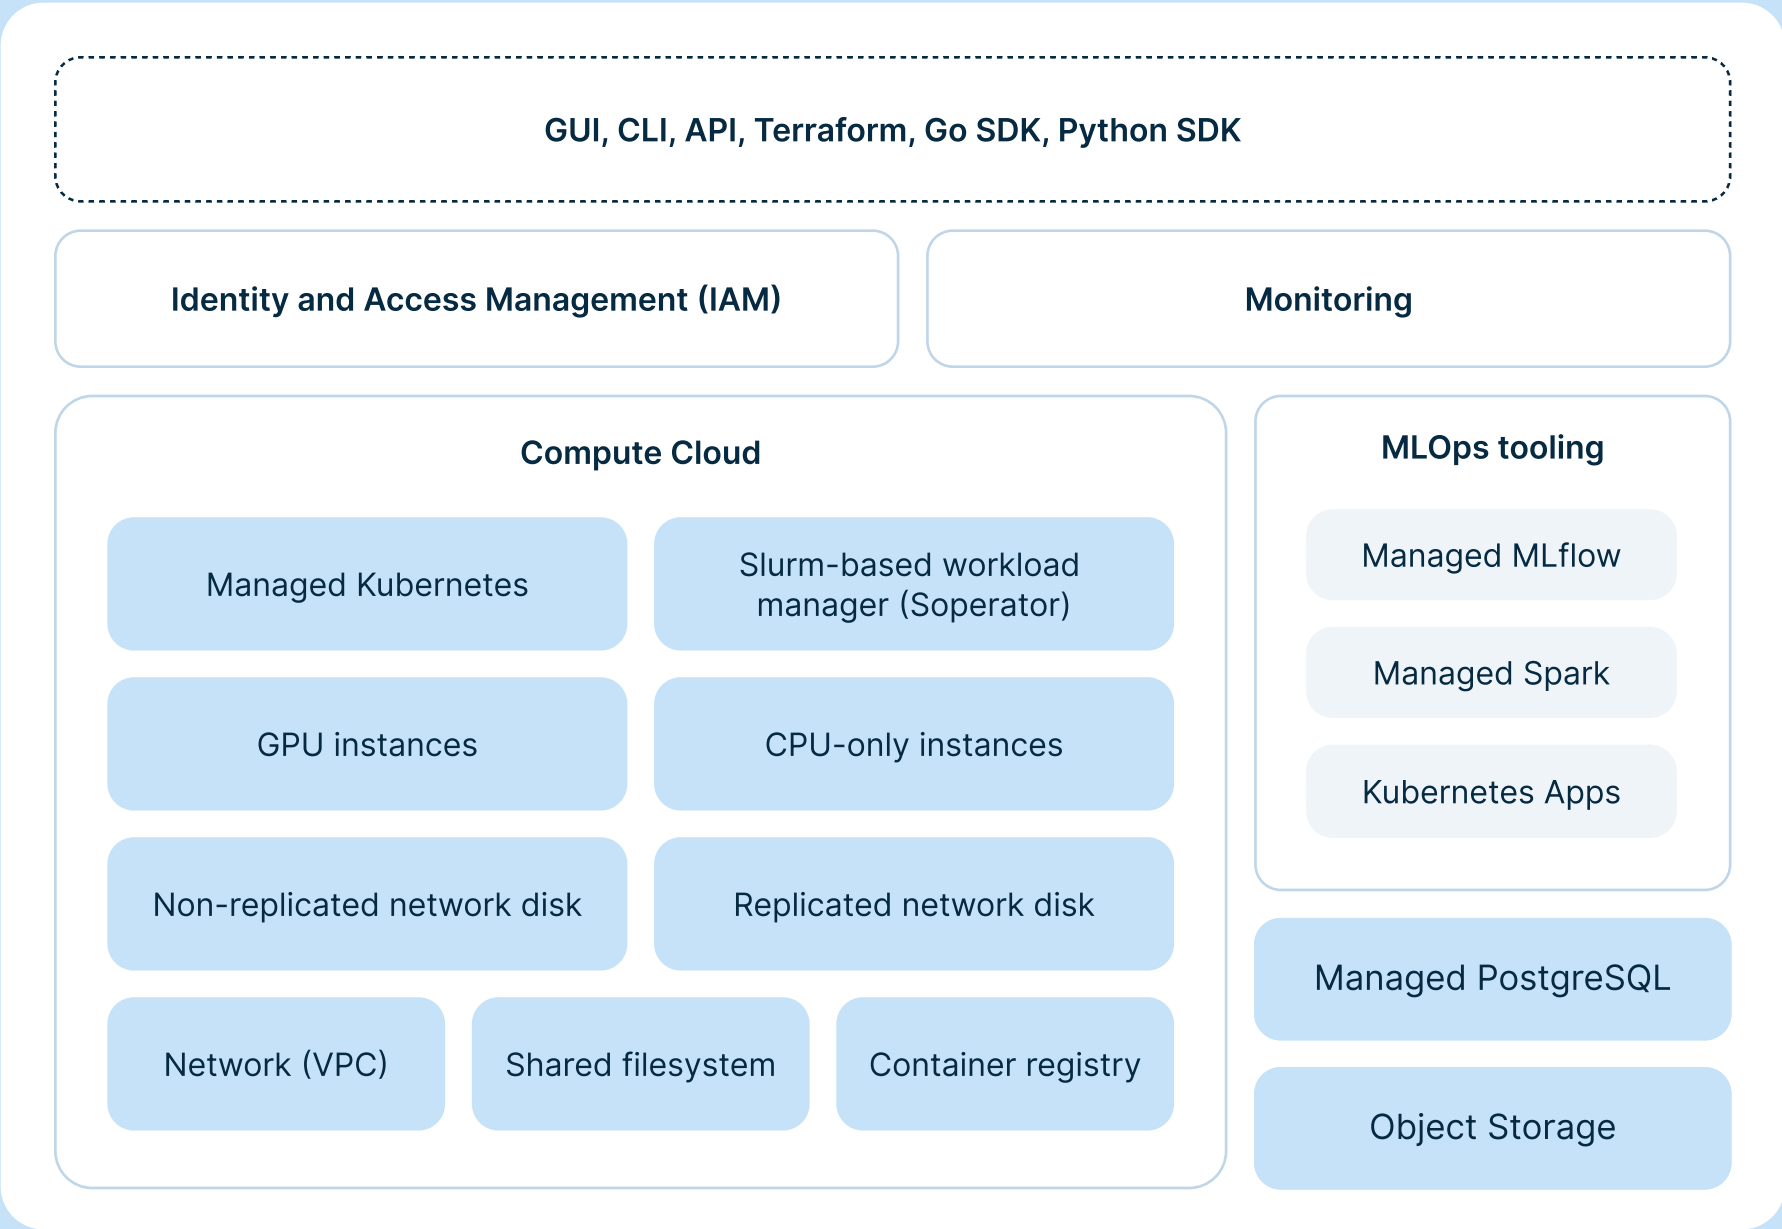 GUI, CLI, API, Terraform, Go SDK, Python SDK
Identity and Access Management (IAM)
Monitoring
Compute Cloud
Managed Kubernetes
Slurm-based workload
manager (Soperator)
GPU instances
CPU-only instances
Non-replicated network disk
Replicated network disk
Network (VPC)
Shared filesystem
Container registry
MLOps tooling
Managed MLflow
Managed Spark
Kubernetes Apps
Managed PostgreSQL
Object Storage